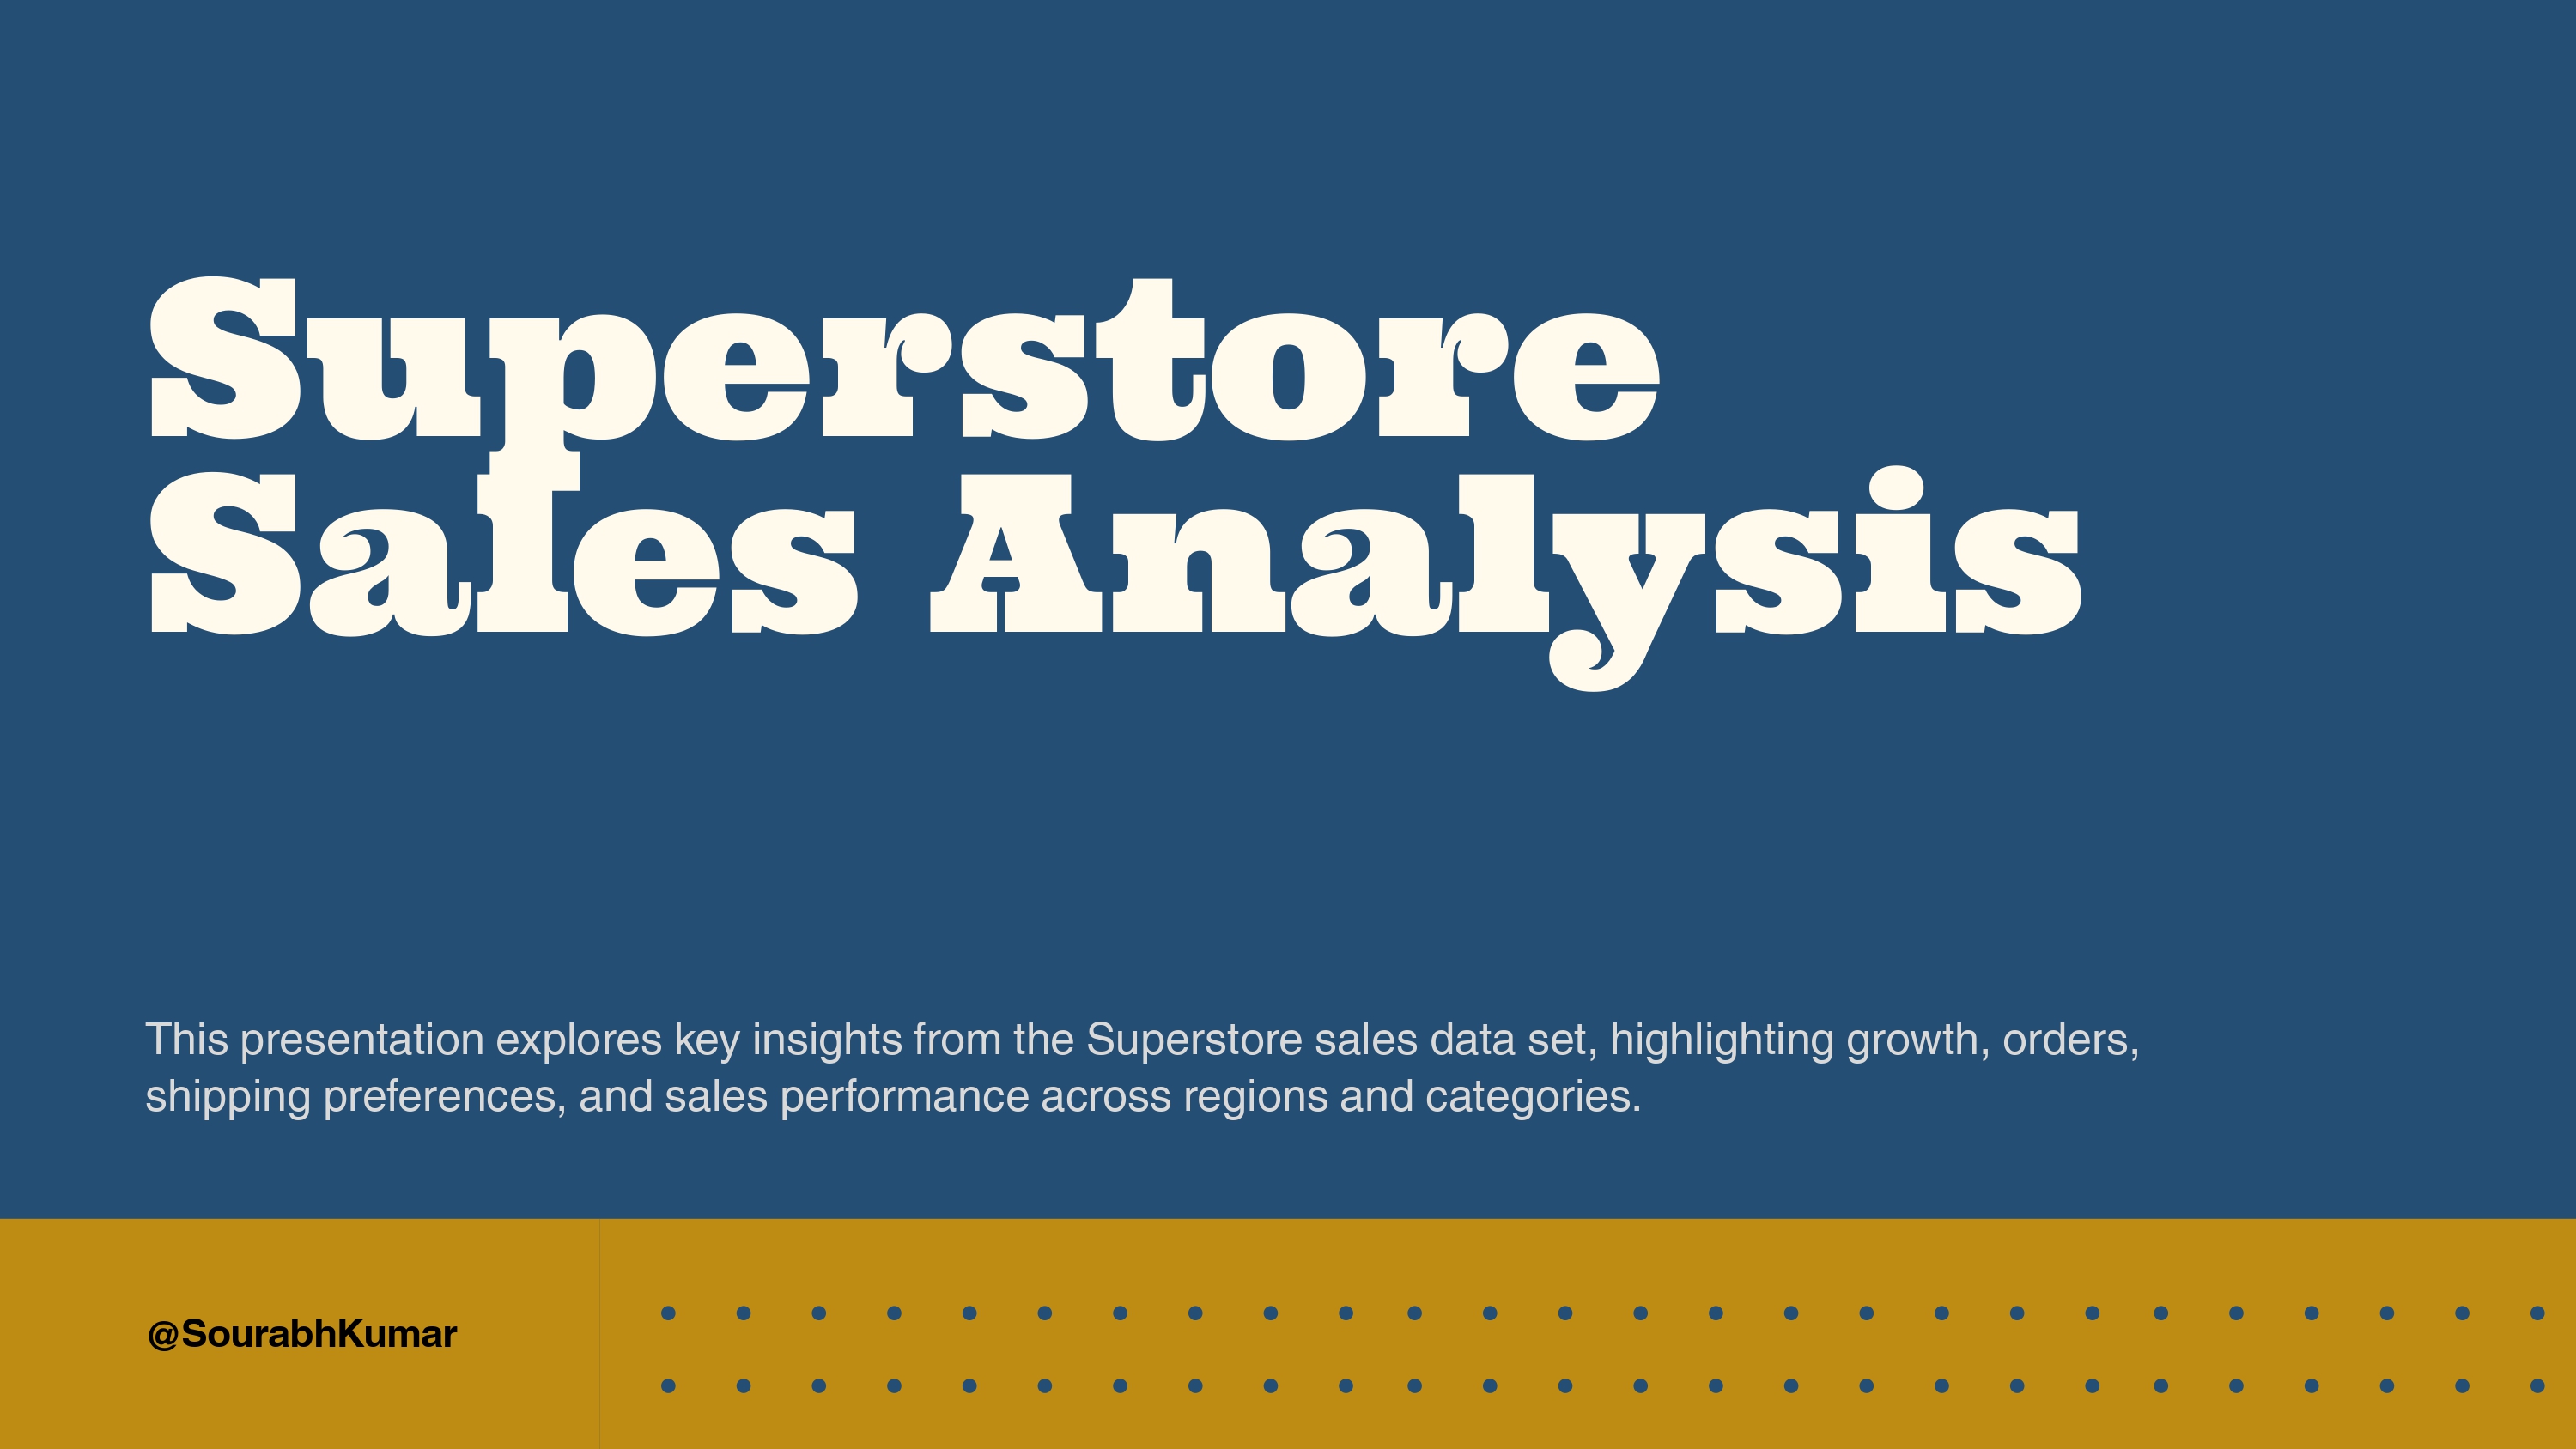 Superstore
Sales Analysis
This presentation explores key insights from the Superstore sales data set, highlighting growth, orders,
shipping preferences, and sales performance across regions and categories.
@SourabhKumar